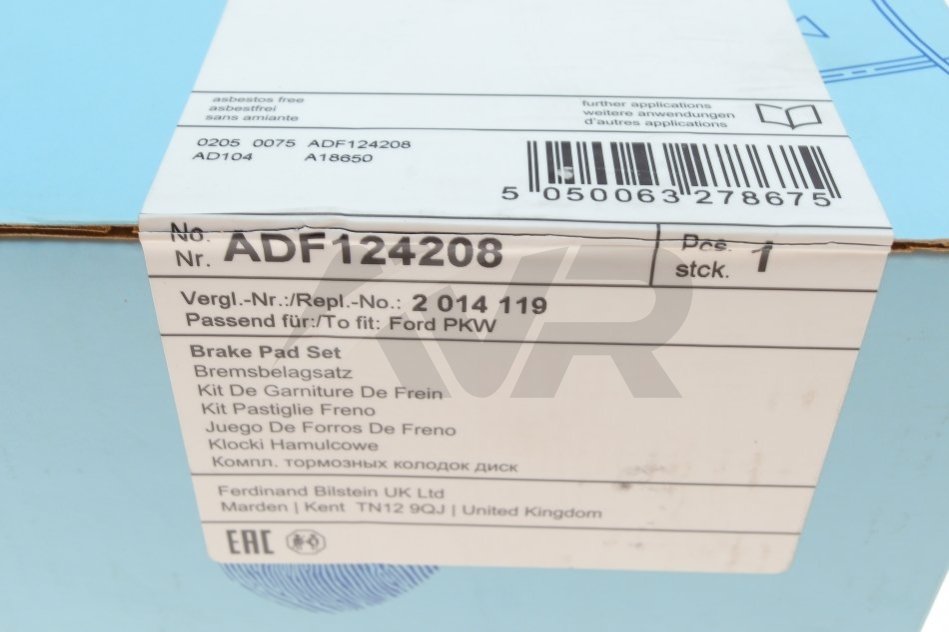 asbestos free
asbestfrei
sans amiante
further applications
weitere anwendungen
d'autres applications
0205 0075 ADF124208
AD104 A18650
5 050063 278675
No. ADF124208
Nr.
Pcs. 1
stck.
Vergl.-Nr.:/Repl.-No.: 2 014 119
Passend für:/To fit: Ford PKW
Brake Pad Set
Bremsbelagsatz
Kit De Garniture De Frein
Kit Pastiglie Freno
Juego De Forros De Freno
Klocki Hamulcowe
Компл. тормозных колодок диск
Ferdinand Bilstein UK Ltd
Marden | Kent TN12 9QJ | United Kingdom
EAC